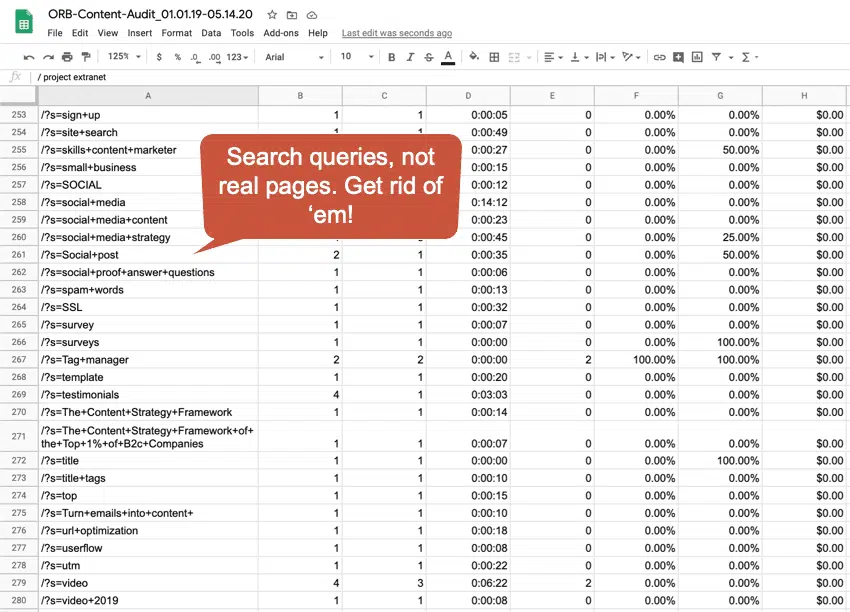 ORB-Content-Audit_01.01.19-05.14.20
File Edit View Insert Format Data Tools Add-ons Help Last edit was seconds ago
125% $ % .0 .00 123 Arial 10 B I S A
fx / project extranet
A B C D E F G H
253 /?s=sign+up 1 1 0:00:05 0 0.00% 0.00% $0.00
254 /?s=site+search 1 1 0:00:49 0 0.00% 0.00% $0.00
255 /?s=skills+content+marketer 0:00:27 0 0.00% 50.00% $0.00
256 /?s=small+business 0:00:15 0 0.00% 0.00% $0.00
257 /?s=SOCIAL 0:00:12 0 0.00% 0.00% $0.00
258 /?s=social+media 0:14:12 0 0.00% 0.00% $0.00
259 /?s=social+media+content 0:00:23 0 0.00% 0.00% $0.00
260 /?s=social+media+strategy 0:00:45 0 0.00% 25.00% $0.00
Search queries, not
real pages. Get rid of
‘em!
261 /?s=Social+post 2 1 0:00:35 0 0.00% 50.00% $0.00
262 /?s=social+proof+answer+questions 1 1 0:00:06 0 0.00% 0.00% $0.00
263 /?s=spam+words 1 1 0:00:13 0 0.00% 0.00% $0.00
264 /?s=SSL 1 1 0:00:32 0 0.00% 0.00% $0.00
265 /?s=survey 1 1 0:00:07 0 0.00% 0.00% $0.00
266 /?s=surveys 1 1 0:00:00 0 0.00% 100.00% $0.00
267 /?s=Tag+manager 2 2 0:00:00 2 100.00% 100.00% $0.00
268 /?s=template 1 1 0:00:20 0 0.00% 0.00% $0.00
269 /?s=testimonials 4 1 0:03:03 0 0.00% 0.00% $0.00
270 /?s=The+Content+Strategy+Framework 1 1 0:00:14 0 0.00% 0.00% $0.00
/?s=The+Content+Strategy+Framework+of+
271 the+Top+1%+of+B2c+Companies 1 1 0:00:07 0 0.00% 0.00% $0.00
272 /?s=title 1 1 0:00:00 0 0.00% 100.00% $0.00
273 /?s=title+tags 1 1 0:00:10 0 0.00% 0.00% $0.00
274 /?s=top 1 1 0:00:15 0 0.00% 0.00% $0.00
275 /?s=Turn+emails+into+content+ 1 1 0:00:10 0 0.00% 0.00% $0.00
276 /?s=url+optimization 1 1 0:00:18 0 0.00% 0.00% $0.00
277 /?s=userflow 1 1 0:00:08 0 0.00% 0.00% $0.00
278 /?s=utm 1 1 0:00:22 0 0.00% 0.00% $0.00
279 /?s=video 4 3 0:06:22 2 0.00% 0.00% $0.00
280 /?s=video+2019 1 1 0:00:08 0 0.00% 0.00% $0.00